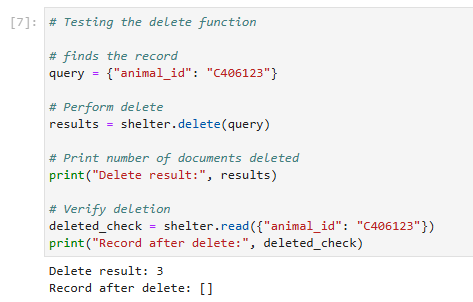 [7]: # Testing the delete function
# finds the record
query = {"animal_id": "C406123"}
# Perform delete
results = shelter.delete(query)
# Print number of documents deleted
print("Delete result:", results)
# Verify deletion
deleted_check = shelter.read({"animal_id": "C406123"})
print("Record after delete:", deleted_check)
Delete result: 3
Record after delete: []